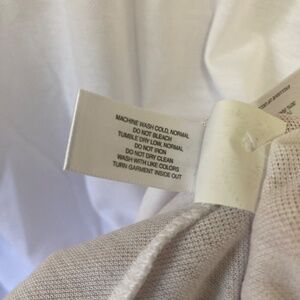 MACHINE WASH COLD, NORMAL
DO NOT BLEACH
TUMBLE DRY LOW, NORMAL
DO NOT IRON
DO NOT DRY CLEAN
WASH WITH LIKE COLORS
TURN GARMENT INSIDE OUT